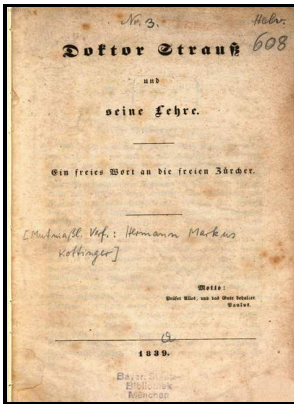 No. 3.
Helv.
608
Doktor Strauß
und
seine Lehre.
Ein freies Wort an die freien Zürcher.
[Mutmaßl. Verf.: Hermann Markus
Kottinger]
Motto:
Prüfet Alles, und das Gute behaltet.
Paulus.
1839.
Bayer. Staats-
Bibliothek
München